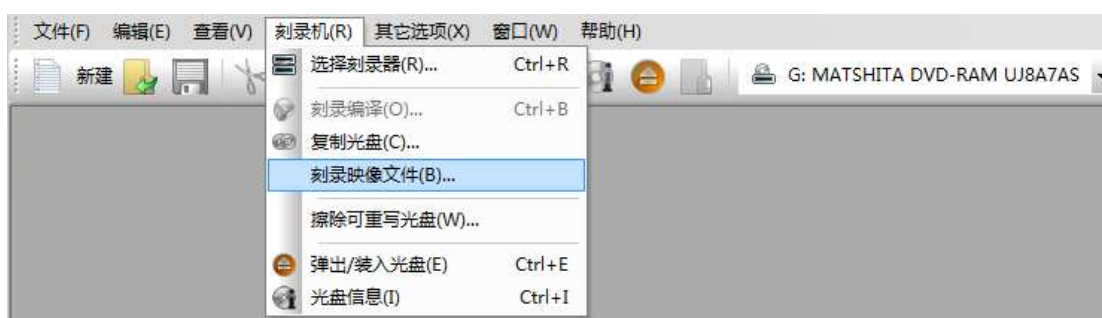 文件(F) 编辑(E) 查看(V) 刻录机(R) 其它选项(X) 窗口(W) 帮助(H)
新建 G: MATSHITA DVD-RAM UJ8A7AS
选择刻录器(R)... Ctrl+R
刻录编译(O)... Ctrl+B
复制光盘(C)...
刻录映像文件(B)...
擦除可重写光盘(W)...
弹出/装入光盘(E) Ctrl+E
光盘信息(I) Ctrl+I